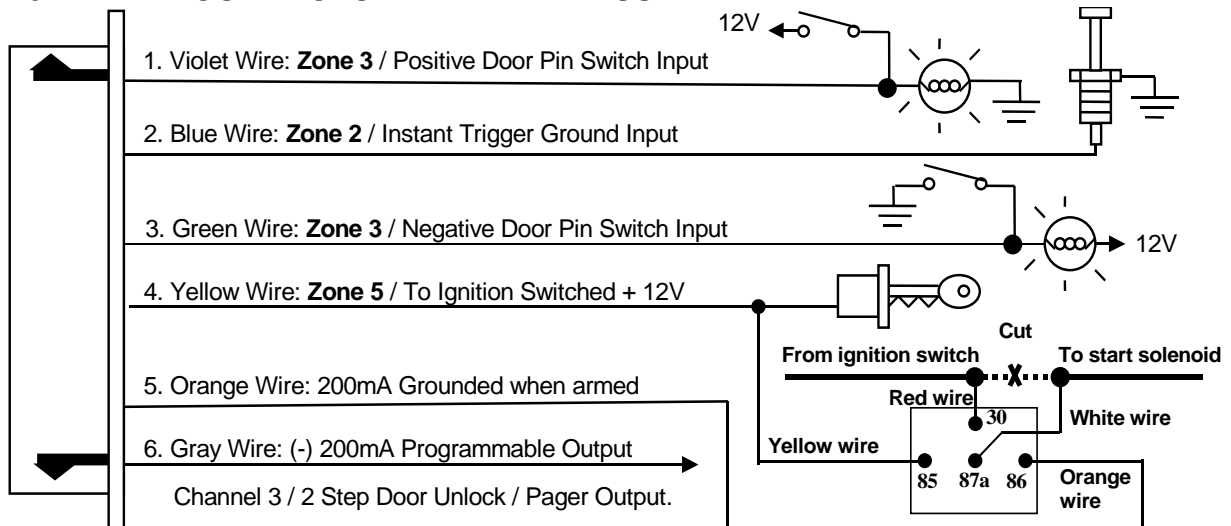 12V
1. Violet Wire: Zone 3 / Positive Door Pin Switch Input
2. Blue Wire: Zone 2 / Instant Trigger Ground Input
3. Green Wire: Zone 3 / Negative Door Pin Switch Input
12V
4. Yellow Wire: Zone 5 / To Ignition Switched + 12V
Cut
From ignition switch
To start solenoid
X
5. Orange Wire: 200mA Grounded when armed
Red wire
30
White wire
6. Gray Wire: (-) 200mA Programmable Output
Yellow wire
85 87a 86
Orange
wire
Channel 3 / 2 Step Door Unlock / Pager Output.